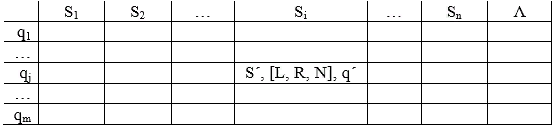 S₁ S₂ … Sᵢ … Sₙ Λ
q₁
…
qⱼ S´, [L, R, N], q´
…
qₘ